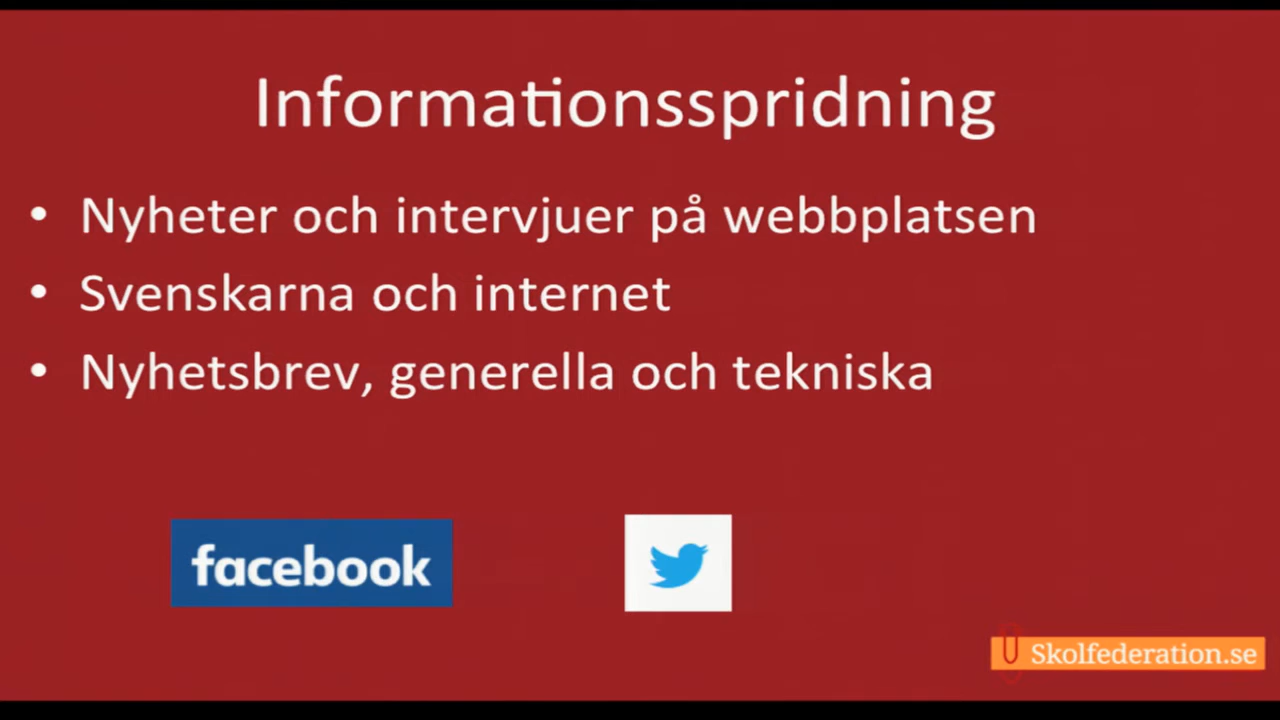 Informationsspridning
• Nyheter och intervjuer på webbplatsen
• Svenskarna och internet
• Nyhetsbrev, generella och tekniska
facebook
Skolfederation.se